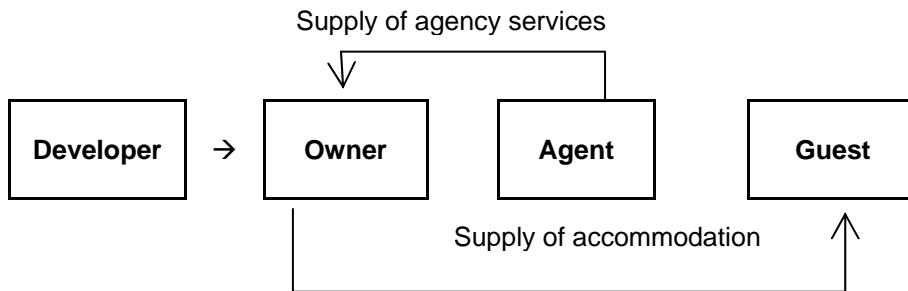 Supply of agency services
Developer → Owner Agent Guest
Supply of accommodation